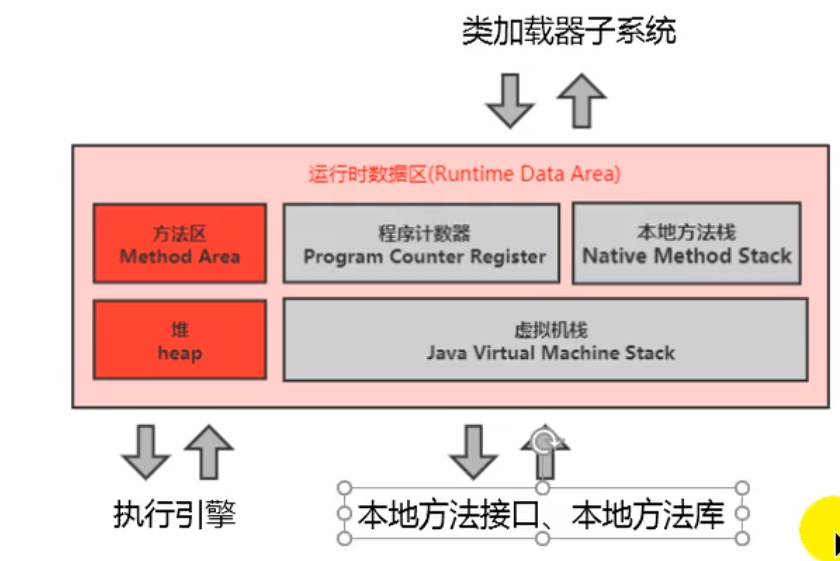 类加载器子系统
运行时数据区(Runtime Data Area)
方法区
Method Area
程序计数器
Program Counter Register
本地方法栈
Native Method Stack
堆
heap
虚拟机栈
Java Virtual Machine Stack
执行引擎
本地方法接口、本地方法库